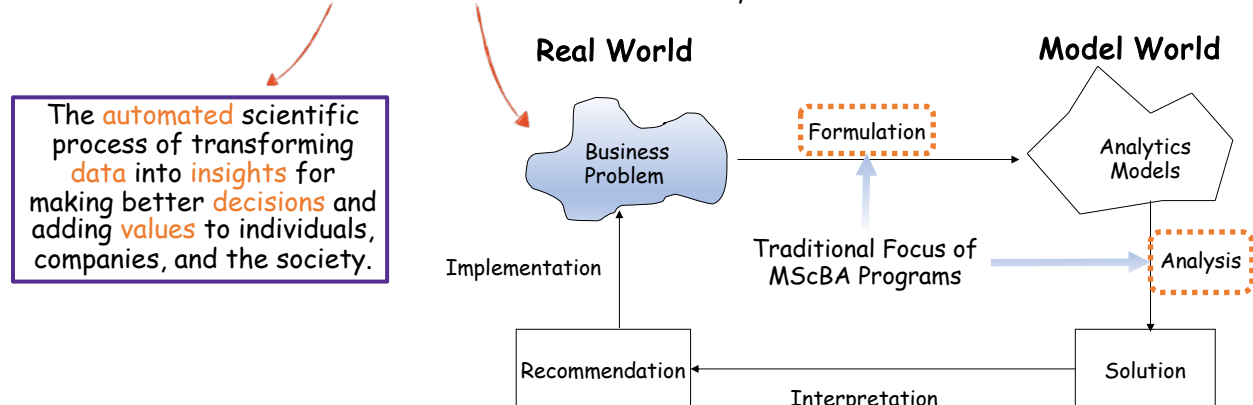 Real World
Model World
The automated scientific
process of transforming
data into insights for
making better decisions and
adding values to individuals,
companies, and the society.
Business
Problem
Formulation
Analytics
Models
Traditional Focus of
MScBA Programs
Analysis
Implementation
Recommendation
Interpretation
Solution